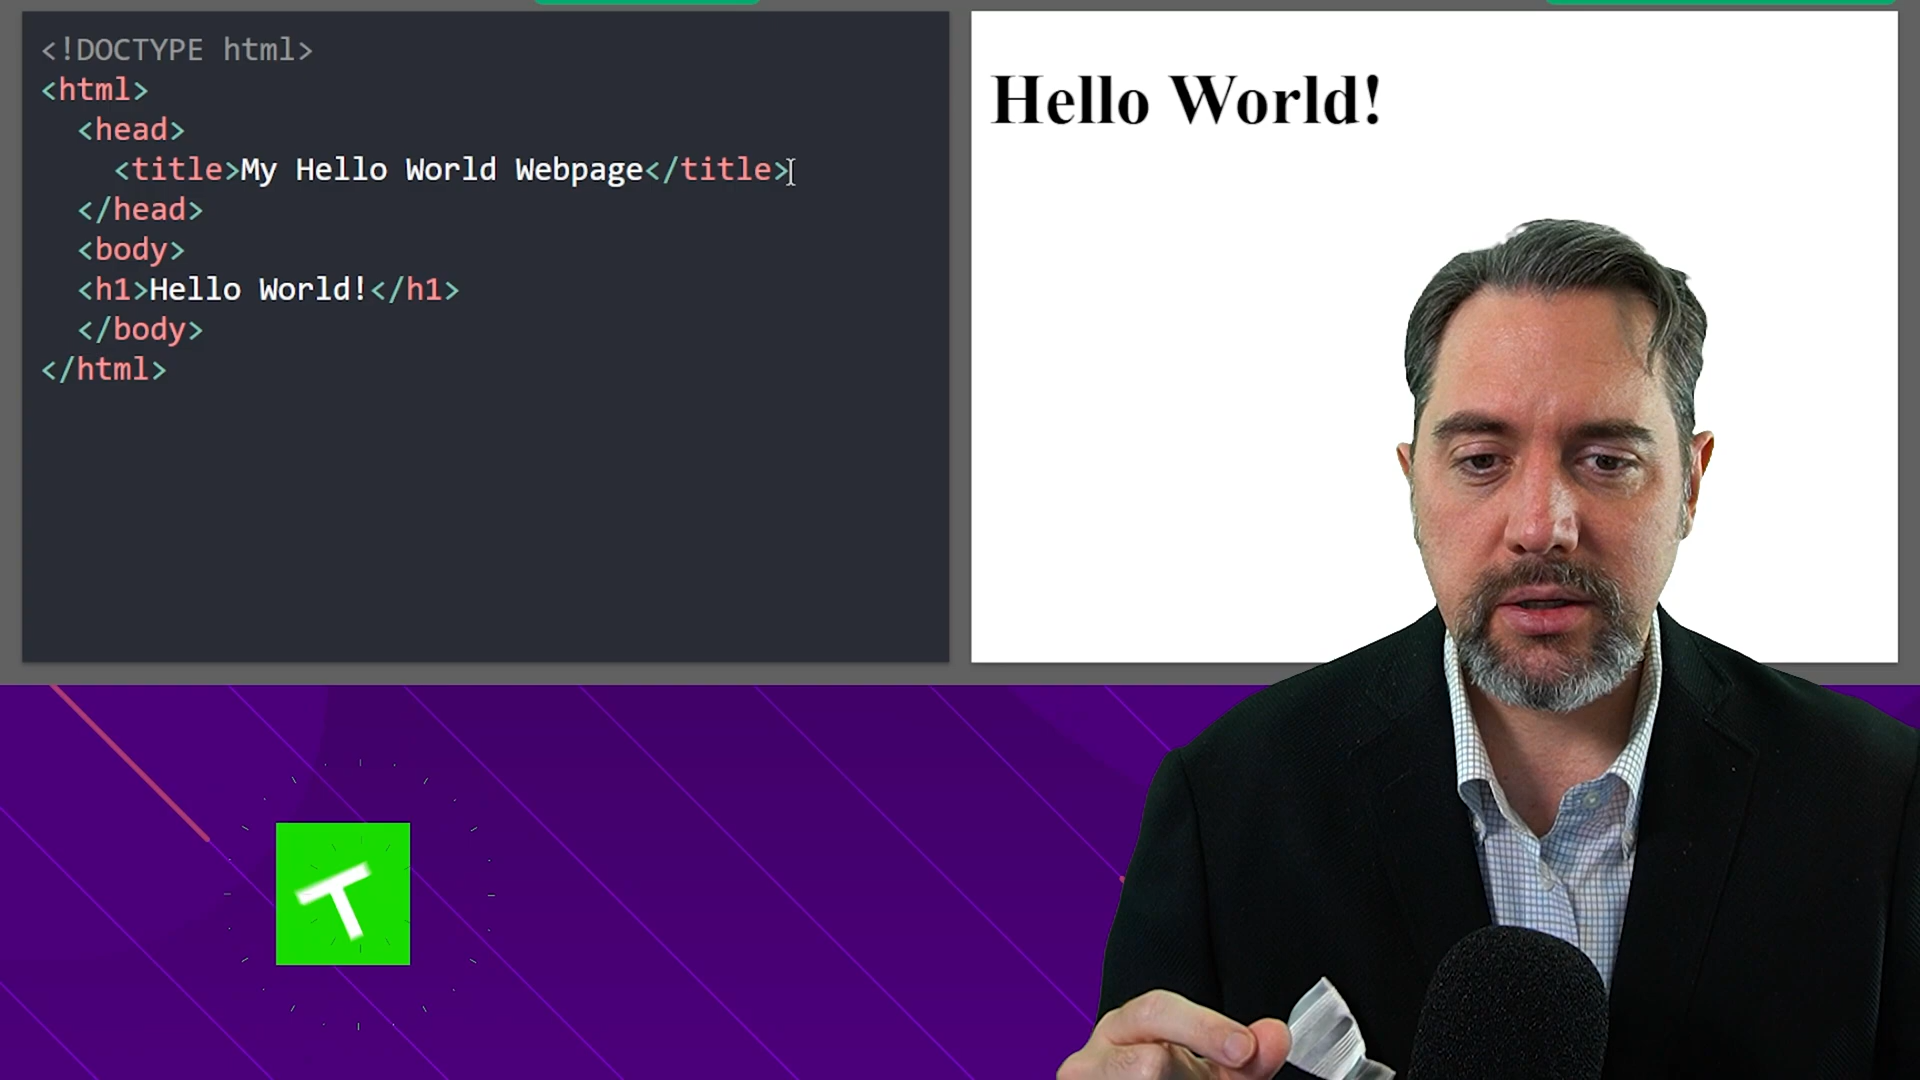 <!DOCTYPE html>
<html>
<head>
<title>My Hello World Webpage</title>
</head>
<body>
<h1>Hello World!</h1>
</body>
</html>
Hello World!
T